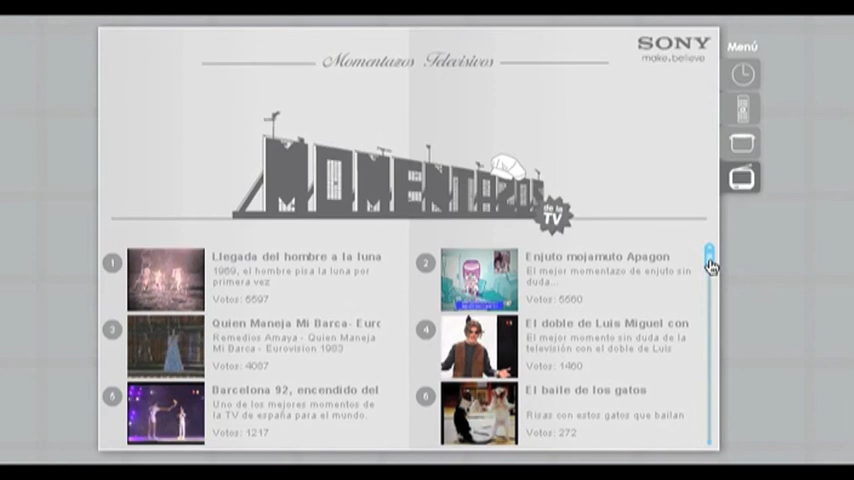 SONY
make.believe
Menú
Momentazos Televisivos
MOMENTAZOS
de la
TV
1
Llegada del hombre a la luna
1969, el hombre pisa la luna por
primera vez
Votos: 6697
2
Enjuto mojamuto Apagon
El mejor momentazo de enjuto sin
duda...
Votos: 6660
3
Quien Maneja Mi Barca- Eurc
Remedios Amaya - Quien Maneja
Mi Barca - Eurovision 1983
Votos: 4087
4
El doble de Luis Miguel con
El mejor momento sin duda de la
televisión con el doble de Luis
Votos: 1460
5
Barcelona 92, encendido del
Uno de los mejores momentos de
la TV de españa para el mundo.
Votos: 1217
6
El baile de los gatos
Risas con estos gatos que bailan
Votos: 272